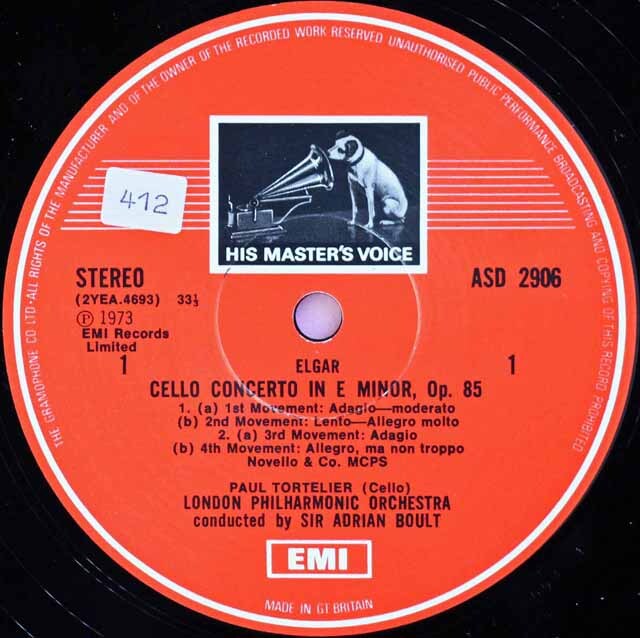 THE GRAMOPHONE CO LTD·ALL RIGHTS OF THE MANUFACTURER AND OF THE OWNER OF THE RECORDED WORK RESERVED UNAUTHORISED PUBLIC PERFORMANCE BROADCASTING AND COPYING OF THIS RECORD PROHIBITED
412
HIS MASTER'S VOICE
STEREO ASD 2906
(2YEA.4693) 33⅓
Ⓟ 1973
EMI Records
Limited
1 ELGAR 1
CELLO CONCERTO IN E MINOR, Op. 85
1. (a) 1st Movement: Adagio—moderato
(b) 2nd Movement: Lento—Allegro molto
2. (a) 3rd Movement: Adagio
(b) 4th Movement: Allegro, ma non troppo
Novello & Co. MCPS
PAUL TORTELIER (Cello)
LONDON PHILHARMONIC ORCHESTRA
conducted by SIR ADRIAN BOULT
EMI
MADE IN GT BRITAIN